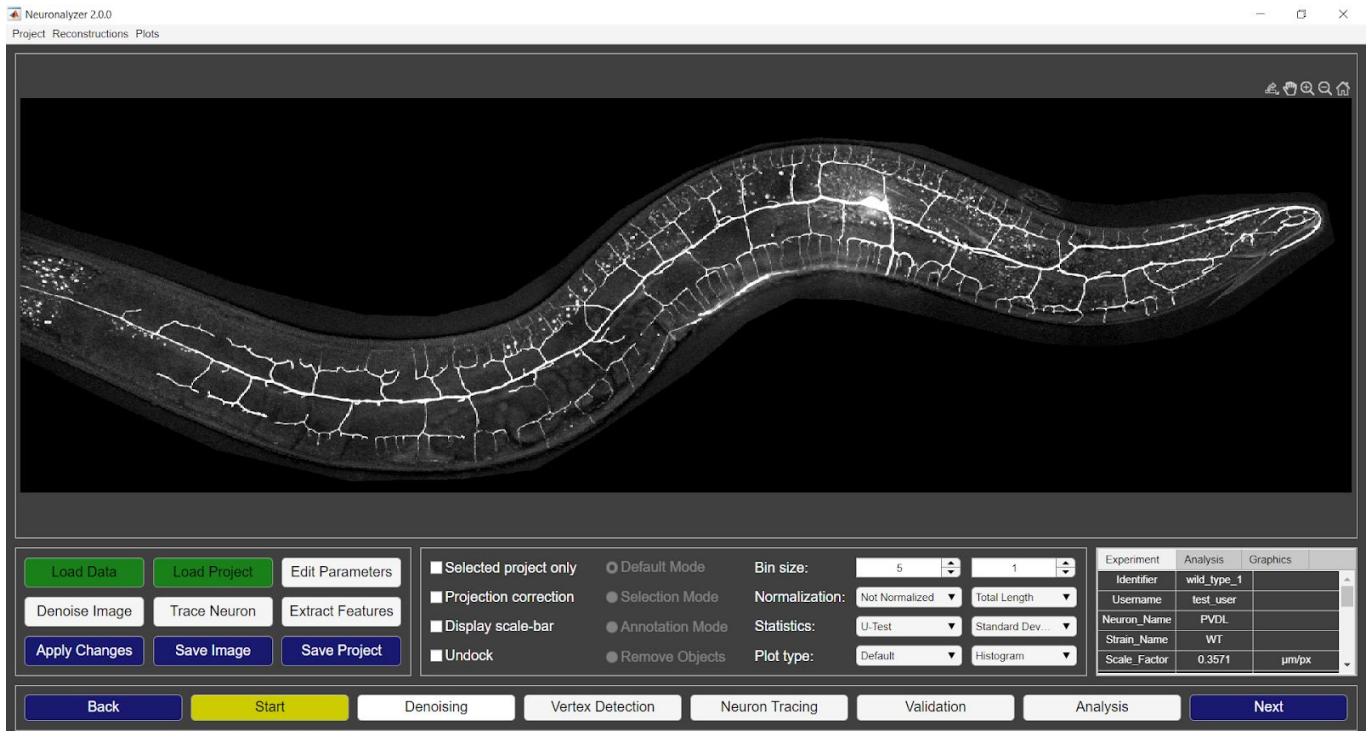 Neuronalyzer 2.0.0
Project Reconstructions Plots
Load Data Load Project Edit Parameters
Denoise Image Trace Neuron Extract Features
Apply Changes Save Image Save Project
Selected project only Default Mode Bin size: 5 1
Projection correction Selection Mode Normalization: Not Normalized Total Length
Display scale-bar Annotation Mode Statistics: U-Test Standard Dev...
Undock Remove Objects Plot type: Default Histogram
Experiment Analysis Graphics
Identifier wild_type_1
Username test_user
Neuron_Name PVDL
Strain_Name WT
Scale_Factor 0.3571 µm/px
Back Start Denoising Vertex Detection Neuron Tracing Validation Analysis Next